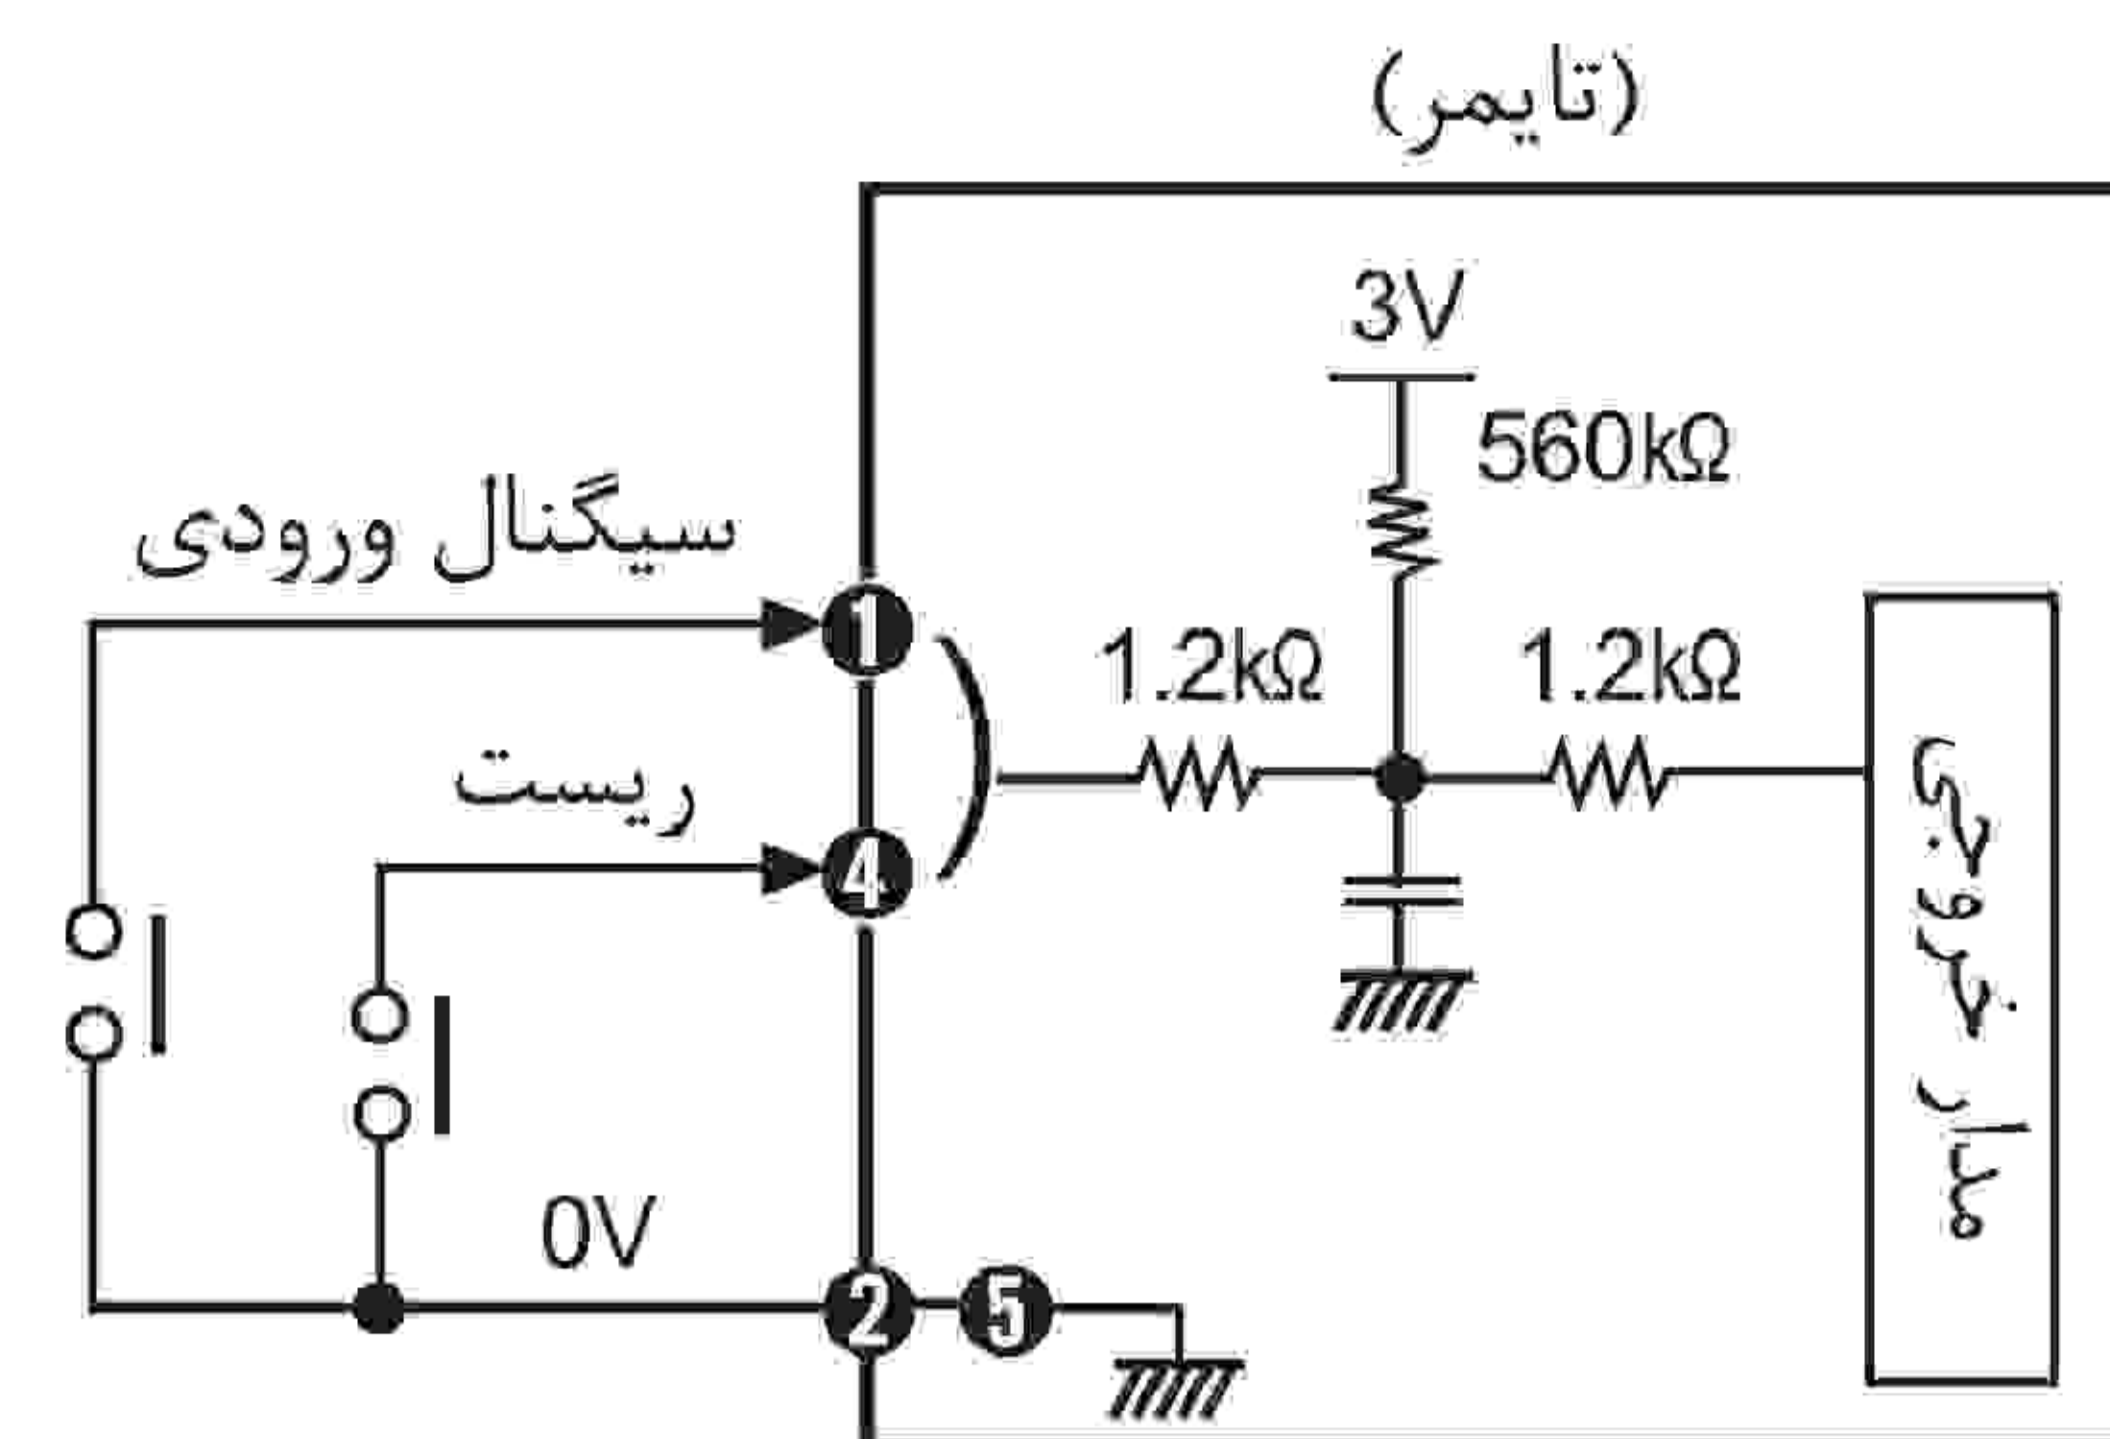 (تایمر)
3V
560kΩ
سیگنال ورودی
1
1.2kΩ
1.2kΩ
ریست
4
مدار خروجی
0V
2
5